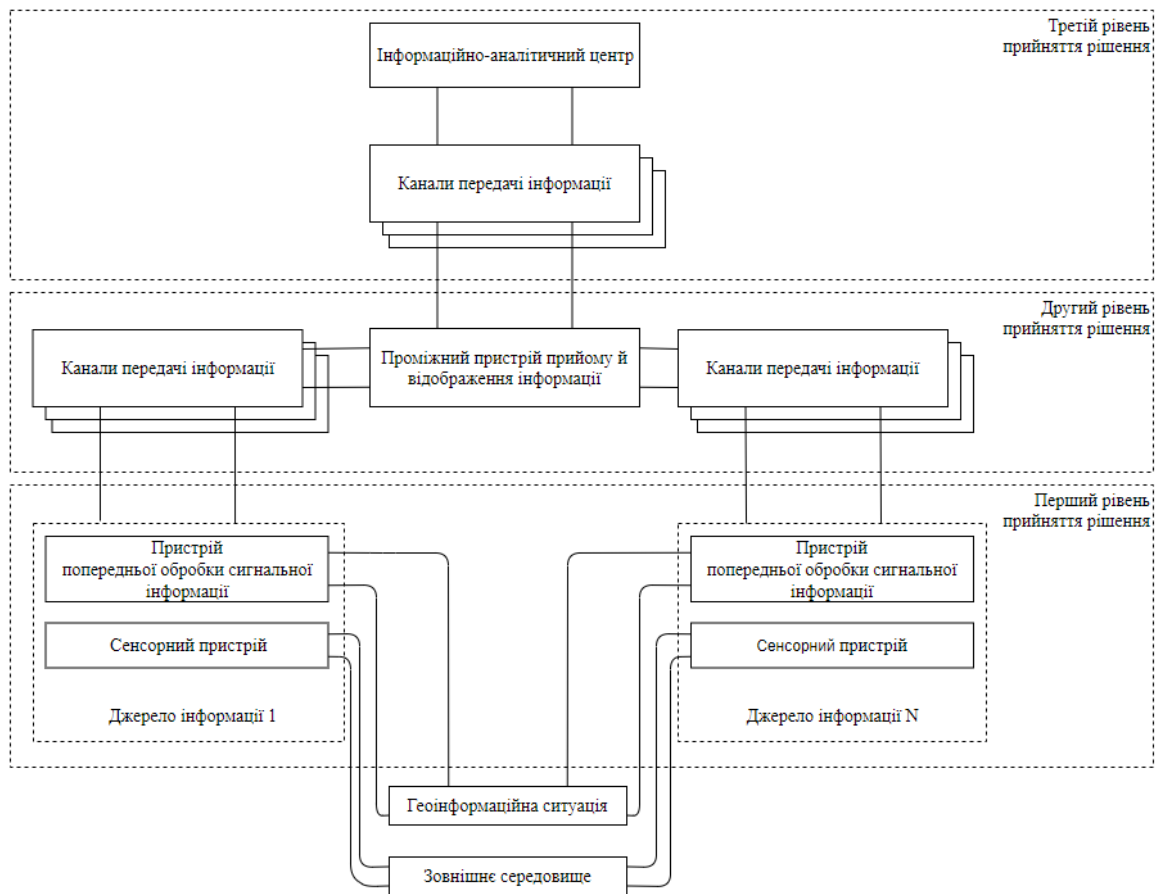 Третій рівень
прийняття рішення
Інформаційно-аналітичний центр
Канали передачі інформації
Другий рівень
прийняття рішення
Канали передачі інформації
Проміжний пристрій прийому й
відображення інформації
Канали передачі інформації
Перший рівень
прийняття рішення
Пристрій
попередньої обробки сигнальної
інформації
Сенсорний пристрій
Джерело інформації 1
Пристрій
попередньої обробки сигнальної
інформації
Сенсорний пристрій
Джерело інформації N
Геоінформаційна ситуація
Зовнішнє середовище